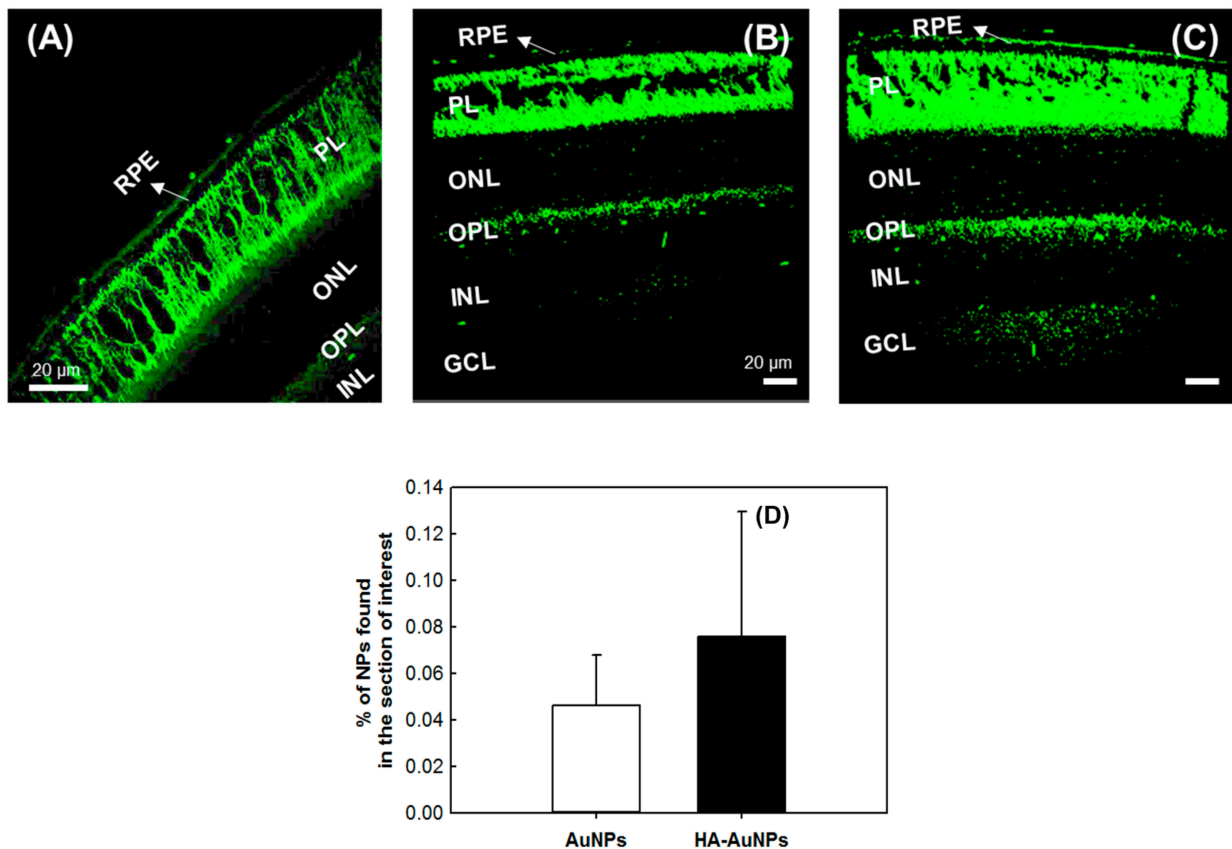 (A)
RPE
PL
ONL
OPL
INL
20 μm
(B)
RPE
PL
ONL
OPL
INL
GCL
20 μm
(C)
RPE
PL
ONL
OPL
INL
GCL
(D)
% of NPs found
in the section of interest
0.14
0.12
0.10
0.08
0.06
0.04
0.02
0.00
AuNPs
HA-AuNPs